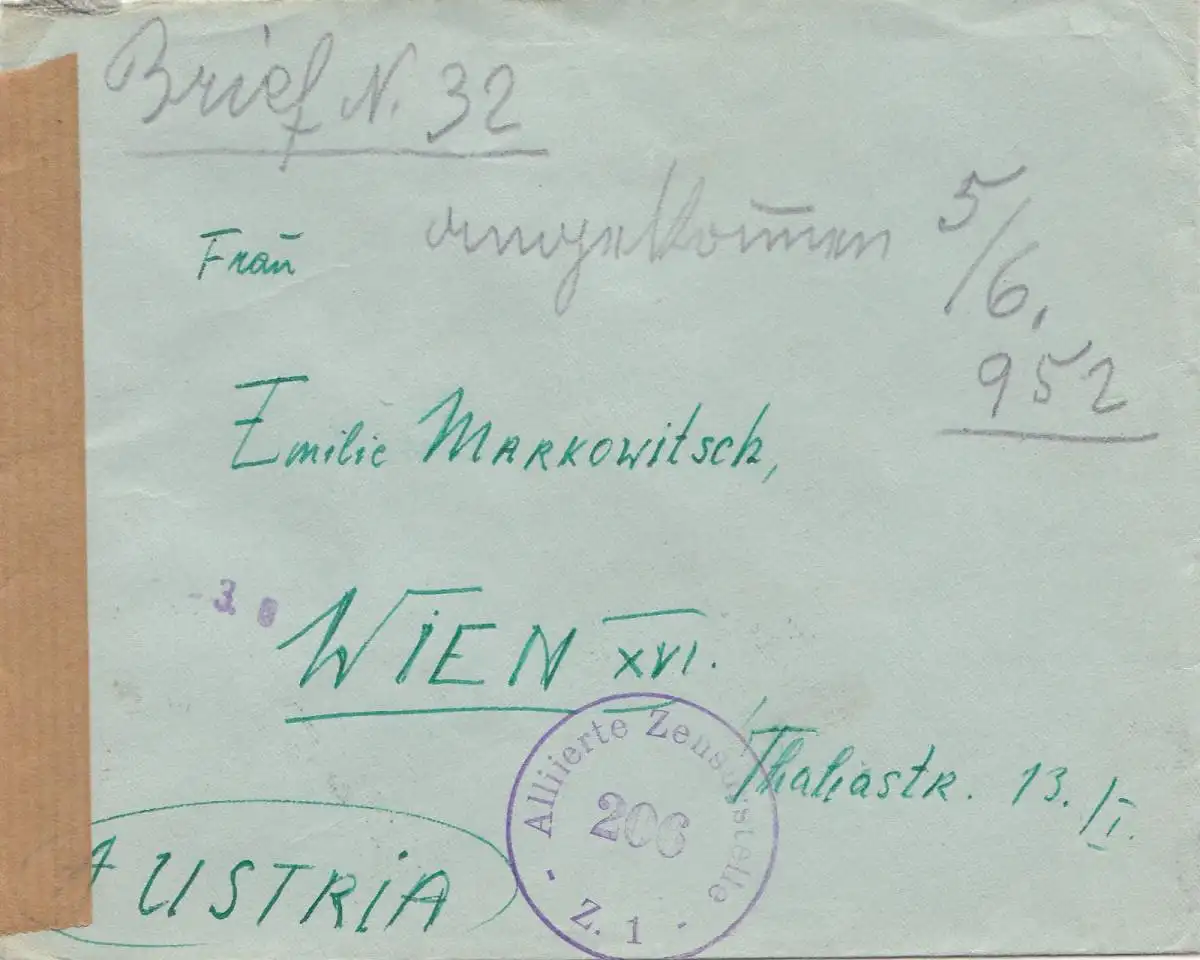 Brief N. 32
angekommen 5/6.
952
Frau
Emilie MARKOWitsch,
- 3.
WiEN XVI.
Thaliastr. 13. /I.
Alliierte Zensurstelle
206
Z. 1
AUSTRiA